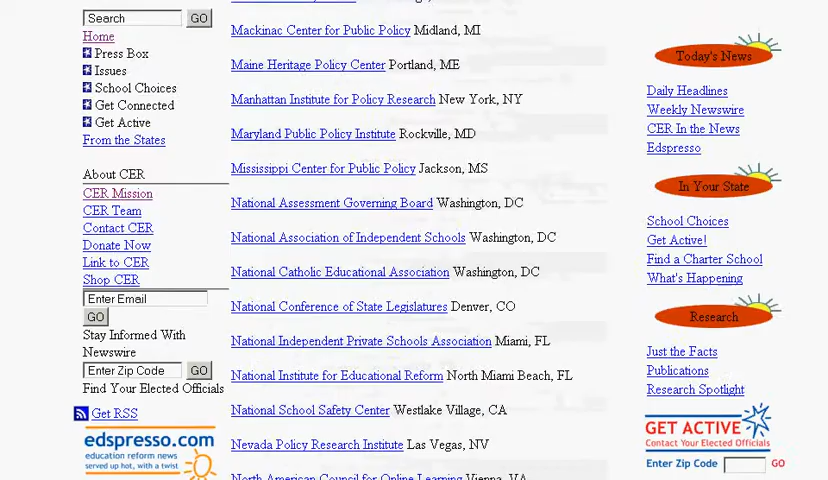 Search
GO
Home
Press Box
Issues
School Choices
Get Connected
Get Active
From the States
About CER
CER Mission
CER Team
Contact CER
Donate Now
Link to CER
Shop CER
Enter Email
GO
Stay Informed With
Newswire
Enter Zip Code
GO
Find Your Elected Officials
Get RSS
edspresso.com
education reform news
served up hot, with a twist
Mackinac Center for Public Policy Midland, MI
Maine Heritage Policy Center Portland, ME
Manhattan Institute for Policy Research New York, NY
Maryland Public Policy Institute Rockville, MD
Mississippi Center for Public Policy Jackson, MS
National Assessment Governing Board Washington, DC
National Association of Independent Schools Washington, DC
National Catholic Educational Association Washington, DC
National Conference of State Legislatures Denver, CO
National Independent Private Schools Association Miami, FL
National Institute for Educational Reform North Miami Beach, FL
National School Safety Center Westlake Village, CA
Nevada Policy Research Institute Las Vegas, NV
North American Council for Online Learning Vienna, VA
Today's News
Daily Headlines
Weekly Newswire
CER In the News
Edspresso
In Your State
School Choices
Get Active!
Find a Charter School
What's Happening
Research
Just the Facts
Publications
Research Spotlight
GET ACTIVE
Contact Your Elected Officials
Enter Zip Code
GO